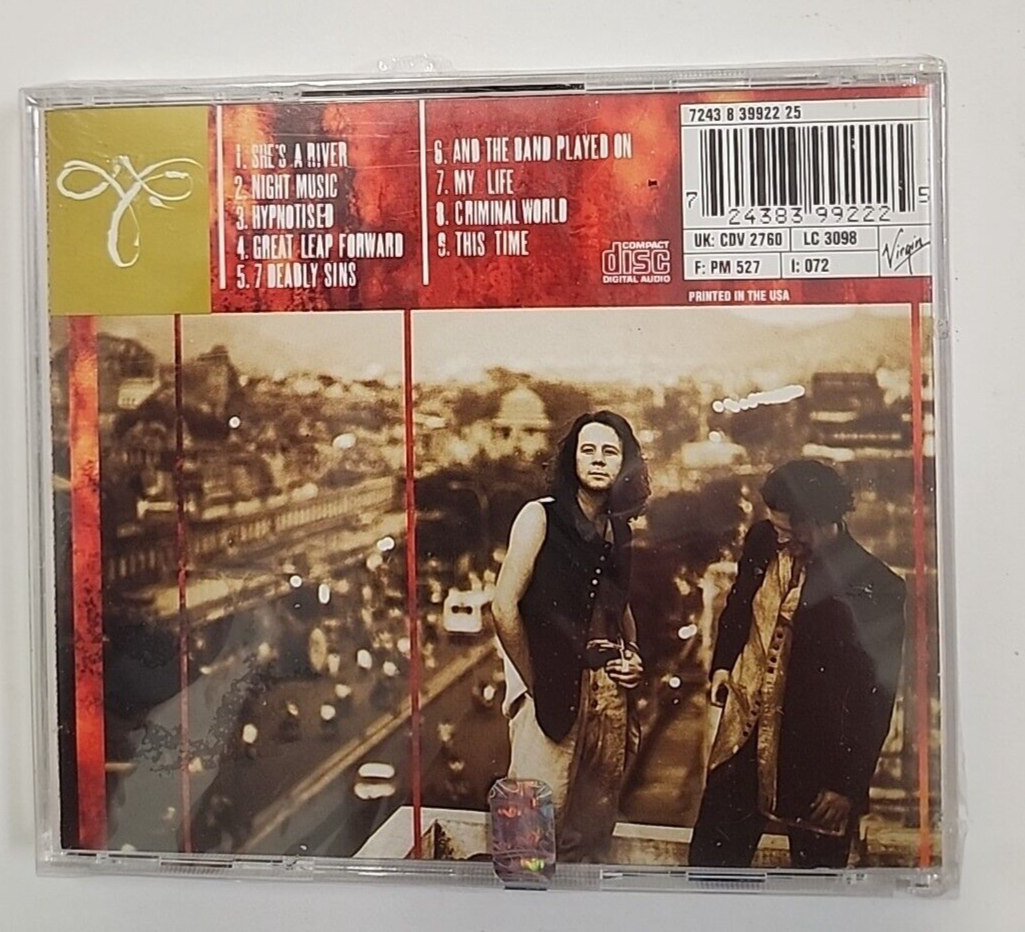 1. SHE'S A RIVER
2. NIGHT MUSIC
3. HYPNOTISED
4. GREAT LEAP FORWARD
5. 7 DEADLY SINS
6. AND THE BAND PLAYED ON
7. MY LIFE
8. CRIMINAL WORLD
9. THIS TIME
COMPACT
disc
DIGITAL AUDIO
7243 8 39922 25
7 24383 99222 5
UK: CDV 2760 LC 3098
F: PM 527 I: 072
Virgin
PRINTED IN THE USA